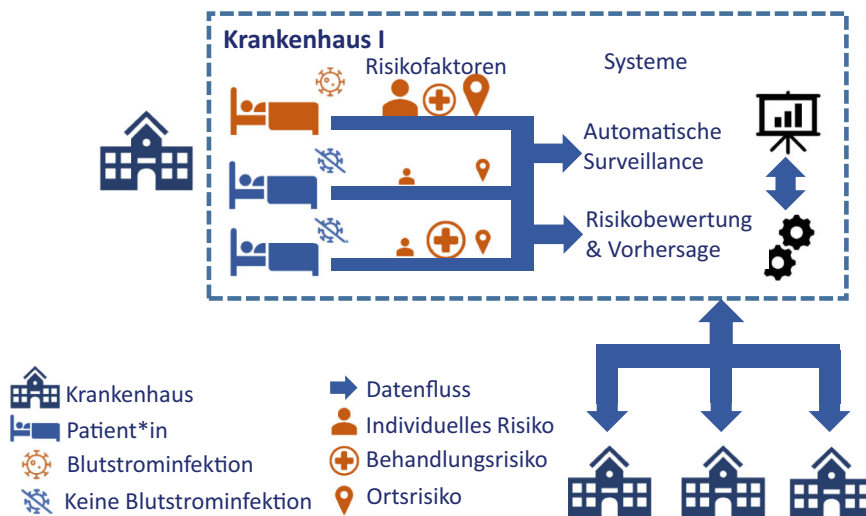 Krankenhaus I
Risikofaktoren
Systeme
Automatische
Surveillance
Risikobewertung
& Vorhersage
Krankenhaus
Patient*in
Blutstrominfektion
Keine Blutstrominfektion
Datenfluss
Individuelles Risiko
Behandlungsrisiko
Ortsrisiko